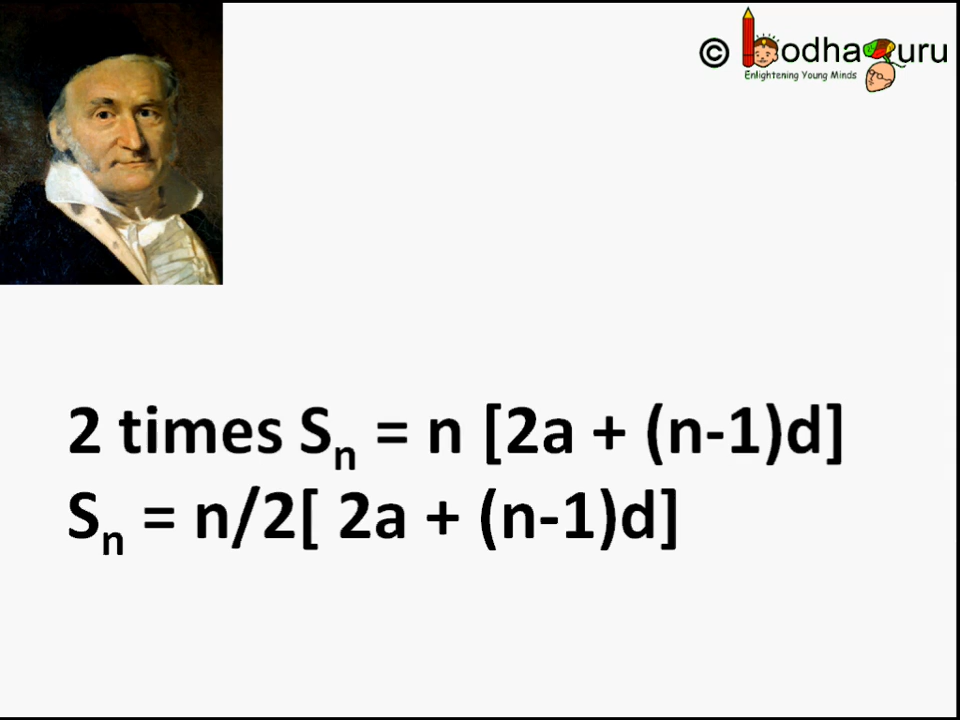 © bodhaguru
Enlightening Young Minds
2 times Sₙ = n [2a + (n-1)d]
Sₙ = n/2[ 2a + (n-1)d]